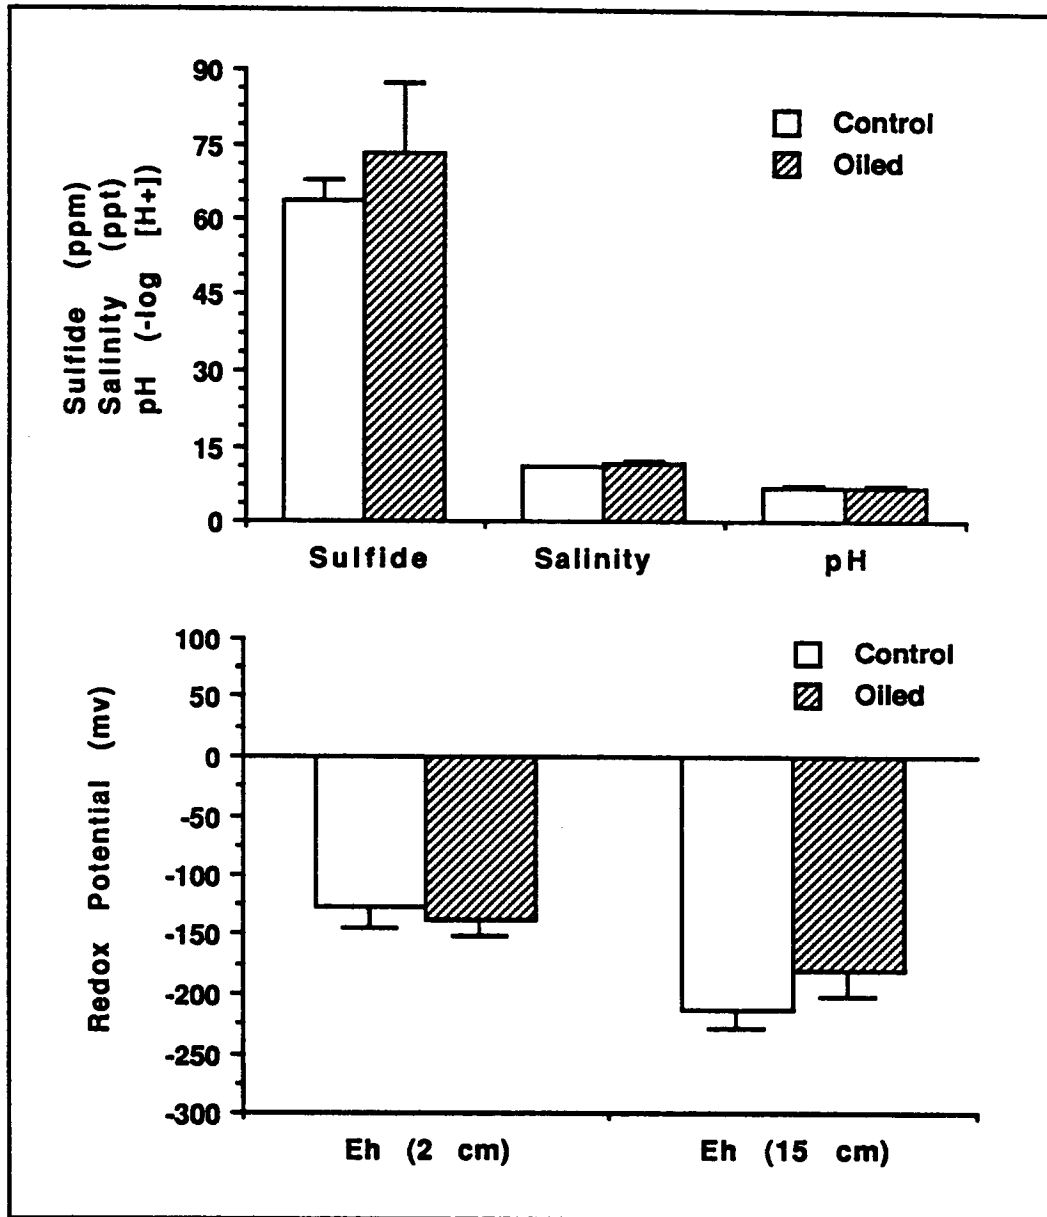 90
75
60
45
30
15
0
Sulfide (ppm)
Salinity (ppt)
pH (-log [H+])
Control
Oiled
Sulfide Salinity pH
100
50
0
-50
-100
-150
-200
-250
-300
Redox Potential (mv)
Control
Oiled
Eh (2 cm) Eh (15 cm)